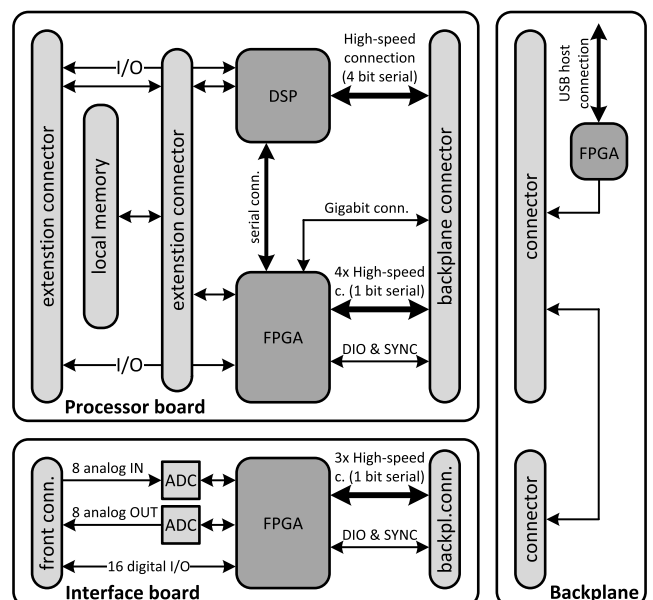 High-speed
connection
(4 bit serial)
I/O
DSP
extenstion connector
local memory
extenstion connector
serial conn.
Gigabit conn.
backplane connector
4x High-speed
c. (1 bit serial)
FPGA
I/O
DIO & SYNC
Processor board
USB host
connection
FPGA
connector
connector
Backplane
front conn.
8 analog IN
ADC
8 analog OUT
ADC
16 digital I/O
FPGA
3x High-speed
c. (1 bit serial)
DIO & SYNC
backpl.conn.
Interface board